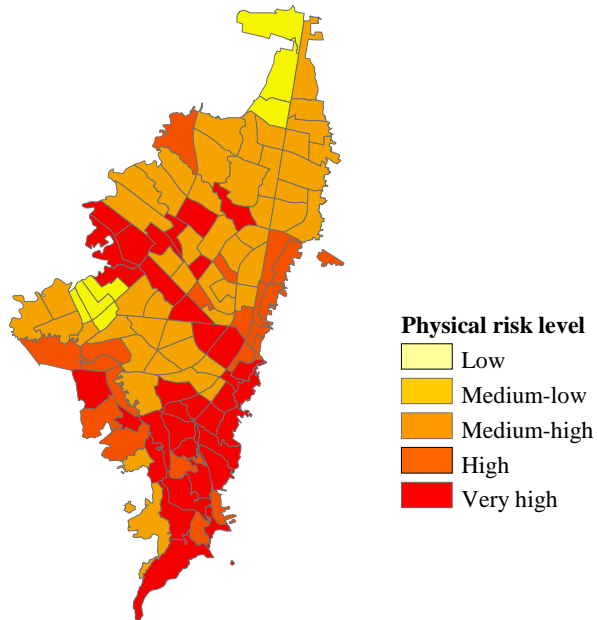 Physical risk level
Low
Medium-low
Medium-high
High
Very high